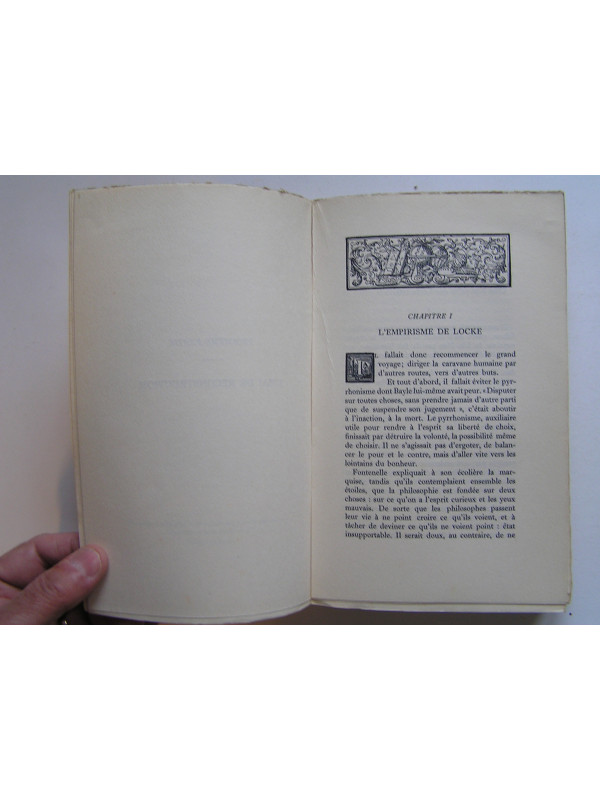 CHAPITRE I
L'EMPIRISME DE LOCKE
IL fallait donc recommencer le grand
voyage; diriger la caravane humaine par
d'autres routes, vers d'autres buts.
Et tout d'abord, il fallait éviter le pyr-
rhonisme dont Bayle lui-même avait peur. « Disputer
sur toutes choses, sans prendre jamais d'autre parti
que de suspendre son jugement », c'était aboutir
à l'inaction, à la mort. Le pyrrhonisme, auxiliaire
utile pour rendre à l'esprit sa liberté de choix,
finissait par détruire la volonté, la possibilité même
de choisir. Il ne s'agissait pas d'ergoter, de balan-
cer le pour et le contre, mais d'aller vite vers les
lointains du bonheur.
Fontenelle expliquait à son écolière la mar-
quise, tandis qu'ils contemplaient ensemble les
étoiles, que la philosophie est fondée sur deux
choses : sur ce qu'on a l'esprit curieux et les yeux
mauvais. De sorte que les philosophes passent
leur vie à ne point croire ce qu'ils voient, et à
tâcher de deviner ce qu'ils ne voient point : état
insupportable. Il serait doux, au contraire, de ne